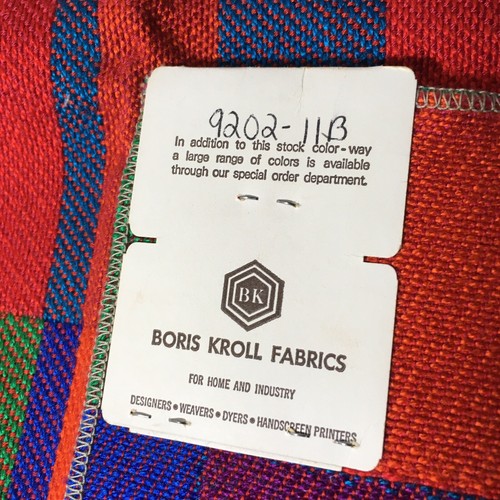 9202-11B
In addition to this stock color-way
a large range of colors is available
through our special order department.
BK
BORIS KROLL FABRICS
FOR HOME AND INDUSTRY
DESIGNERS • WEAVERS • DYERS • HANDSCREEN PRINTERS